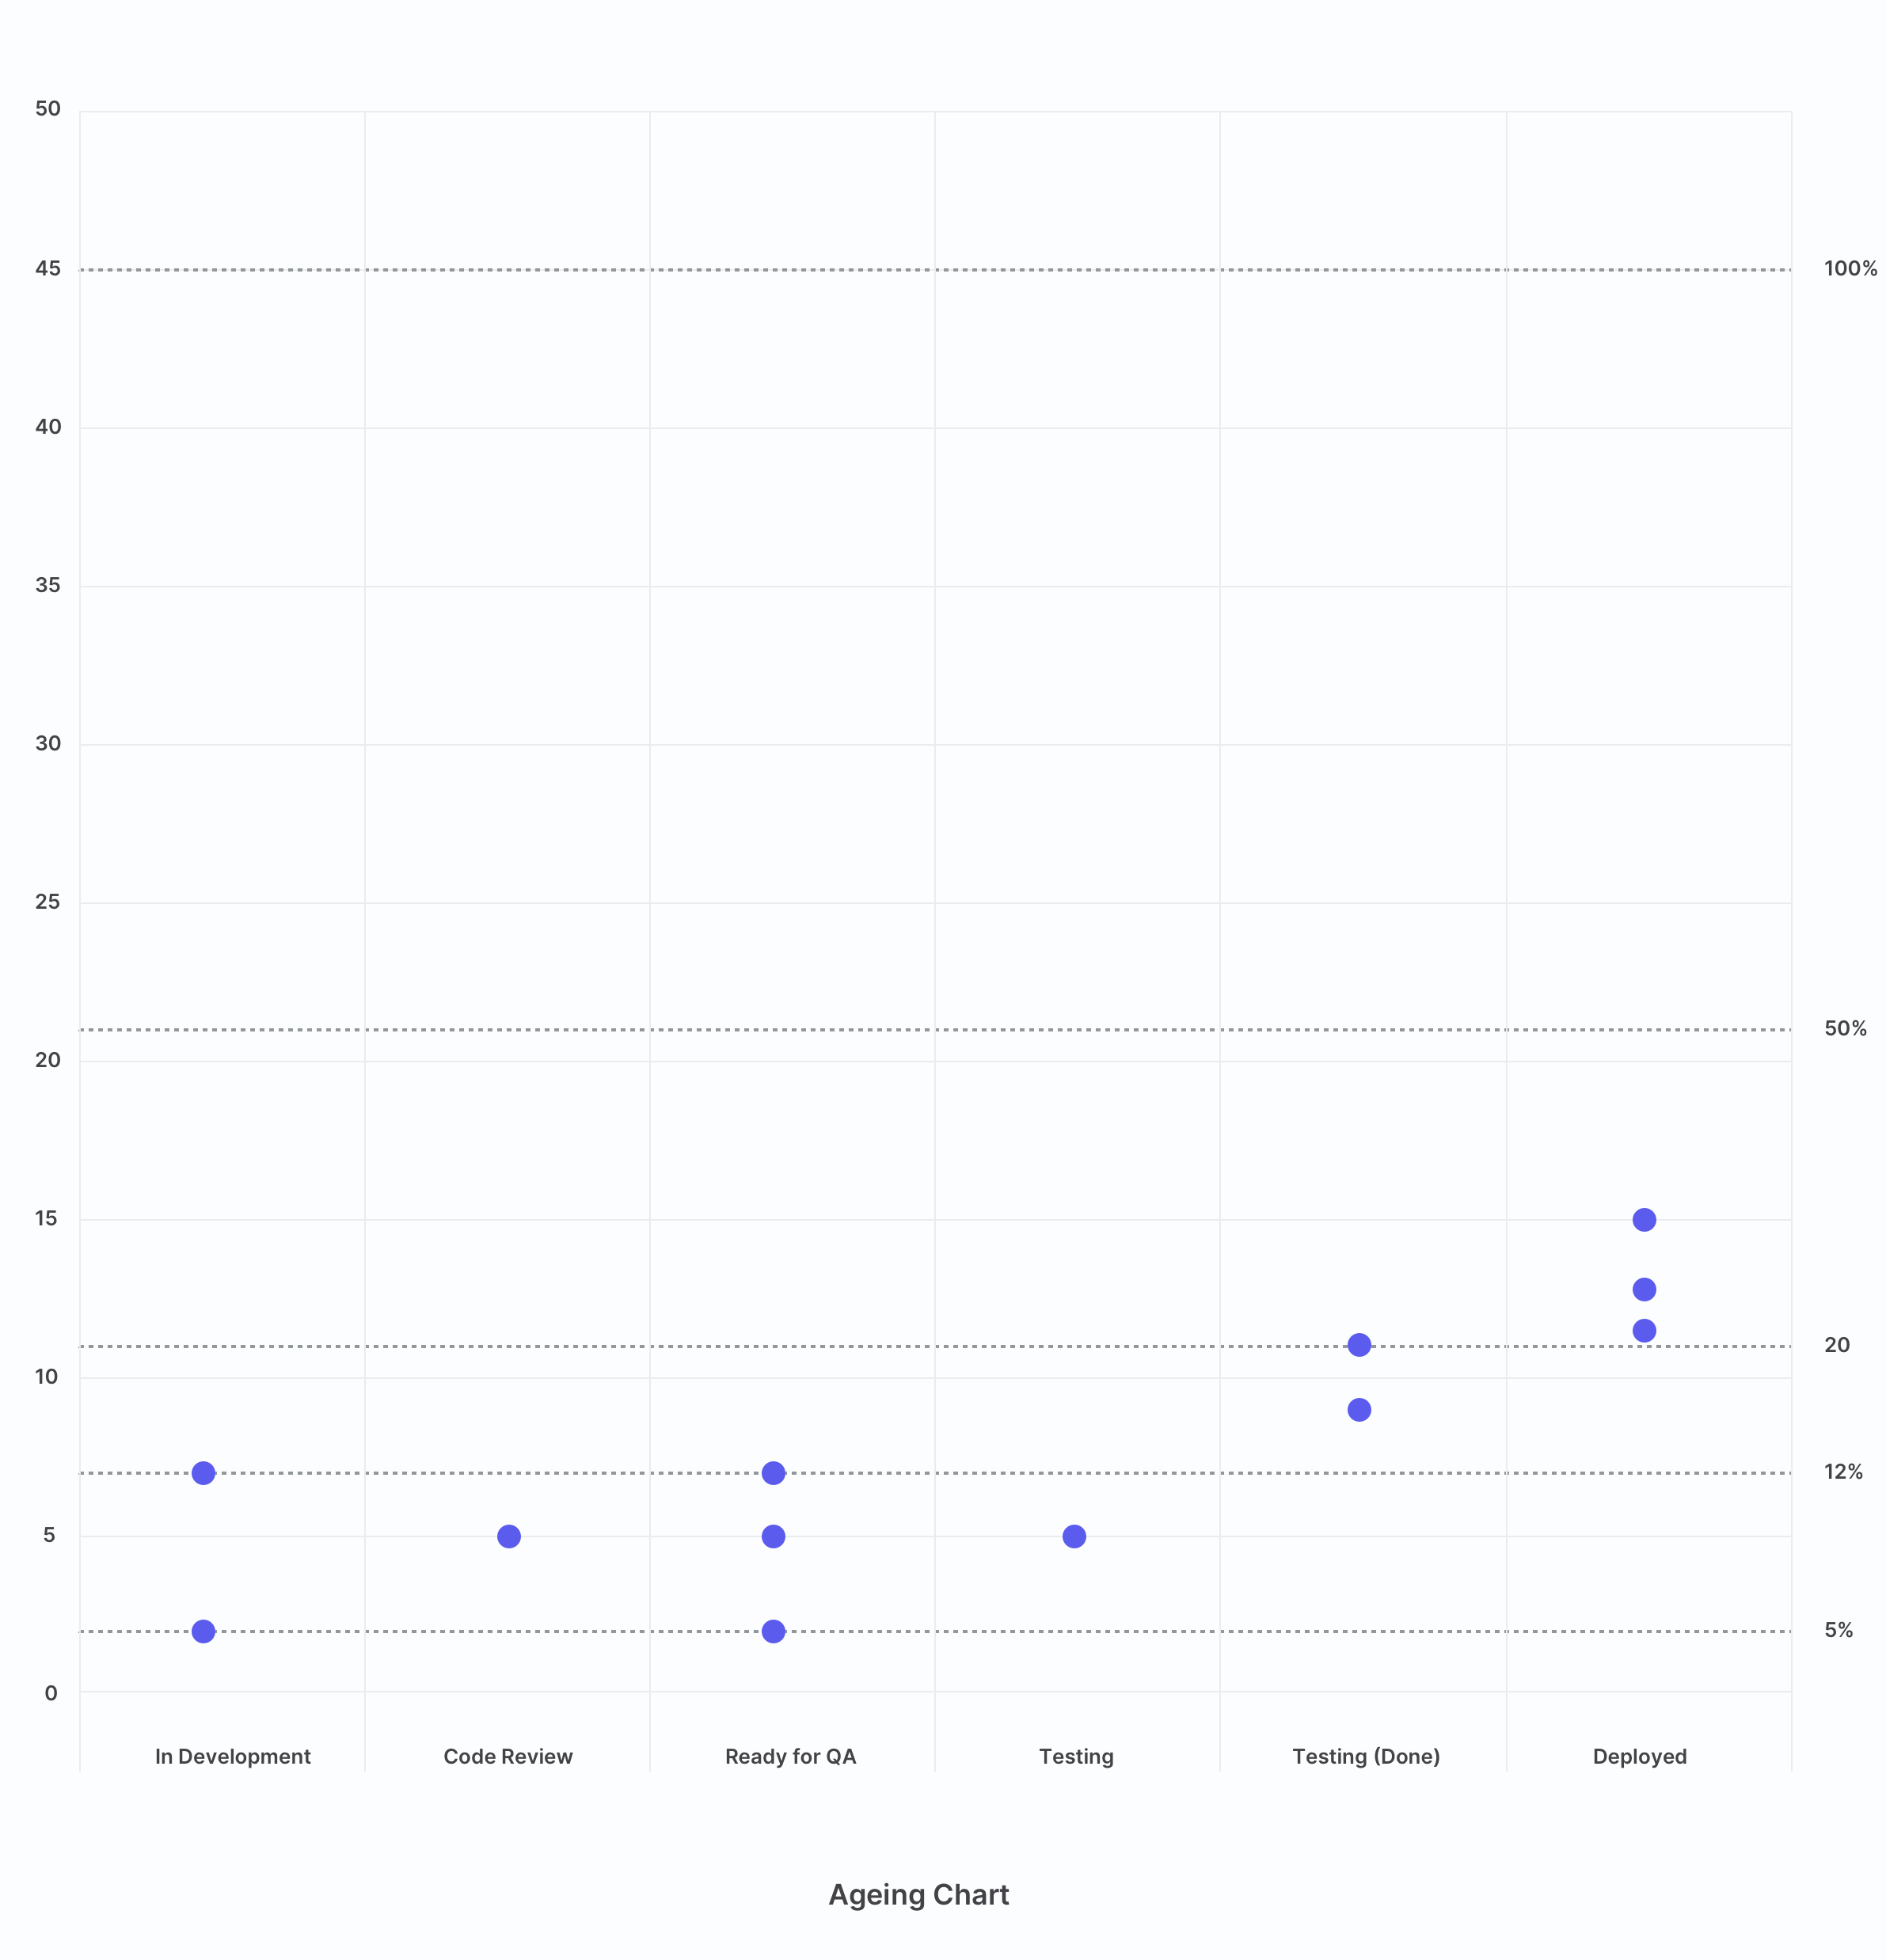 50
45
100%
40
35
30
25
50%
20
15
20
10
12%
5
5%
0
In Development
Code Review
Ready for QA
Testing
Testing (Done)
Deployed
Ageing Chart